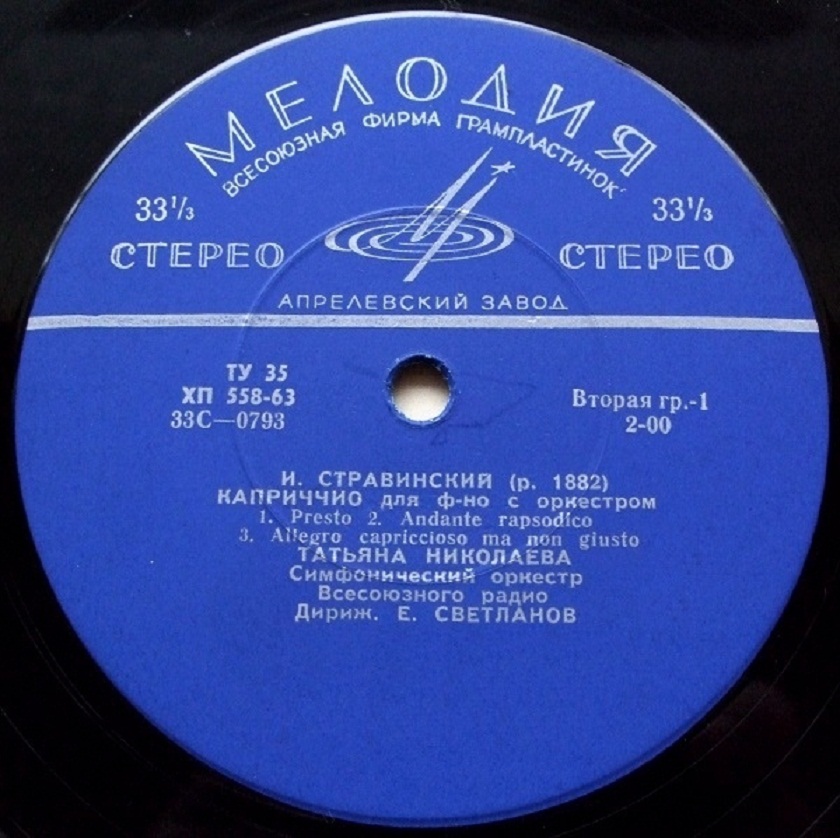 МЕЛОДИЯ
ВСЕСОЮЗНАЯ ФИРМА ГРАМПЛАСТИНОК
33⅓ 33⅓
СТЕРЕО СТЕРЕО
АПРЕЛЕВСКИЙ ЗАВОД
ТУ 35
ХП 558-63
33С—0793
Вторая гр.-1
2-00
И. СТРАВИНСКИЙ (р. 1882)
КАПРИЧЧИО для ф-но с оркестром
1. Presto 2. Andante rapsodico
3. Allegro capriccioso ma non giusto
ТАТЬЯНА НИКОЛАЕВА
Симфонический оркестр
Всесоюзного радио
Дириж. Е. СВЕТЛАНОВ